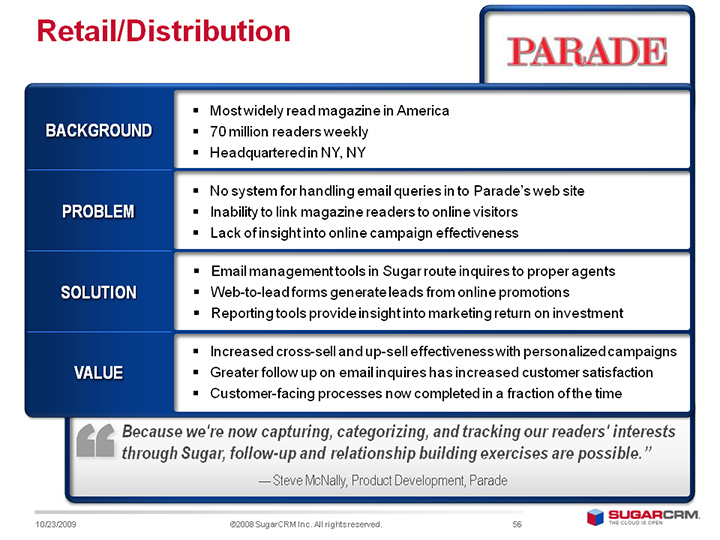 Retail/Distribution
PARADE
BACKGROUND
▪ Most widely read magazine in America
▪ 70 million readers weekly
▪ Headquartered in NY, NY
PROBLEM
▪ No system for handling email queries in to Parade's web site
▪ Inability to link magazine readers to online visitors
▪ Lack of insight into online campaign effectiveness
SOLUTION
▪ Email management tools in Sugar route inquires to proper agents
▪ Web-to-lead forms generate leads from online promotions
▪ Reporting tools provide insight into marketing return on investment
VALUE
▪ Increased cross-sell and up-sell effectiveness with personalized campaigns
▪ Greater follow up on email inquires has increased customer satisfaction
▪ Customer-facing processes now completed in a fraction of the time
“ Because we're now capturing, categorizing, and tracking our readers' interests
through Sugar, follow-up and relationship building exercises are possible.”
— Steve McNally, Product Development, Parade
10/23/2009
©2008 SugarCRM Inc. All rights reserved.
56
SUGARCRM.
THE CLOUD IS OPEN